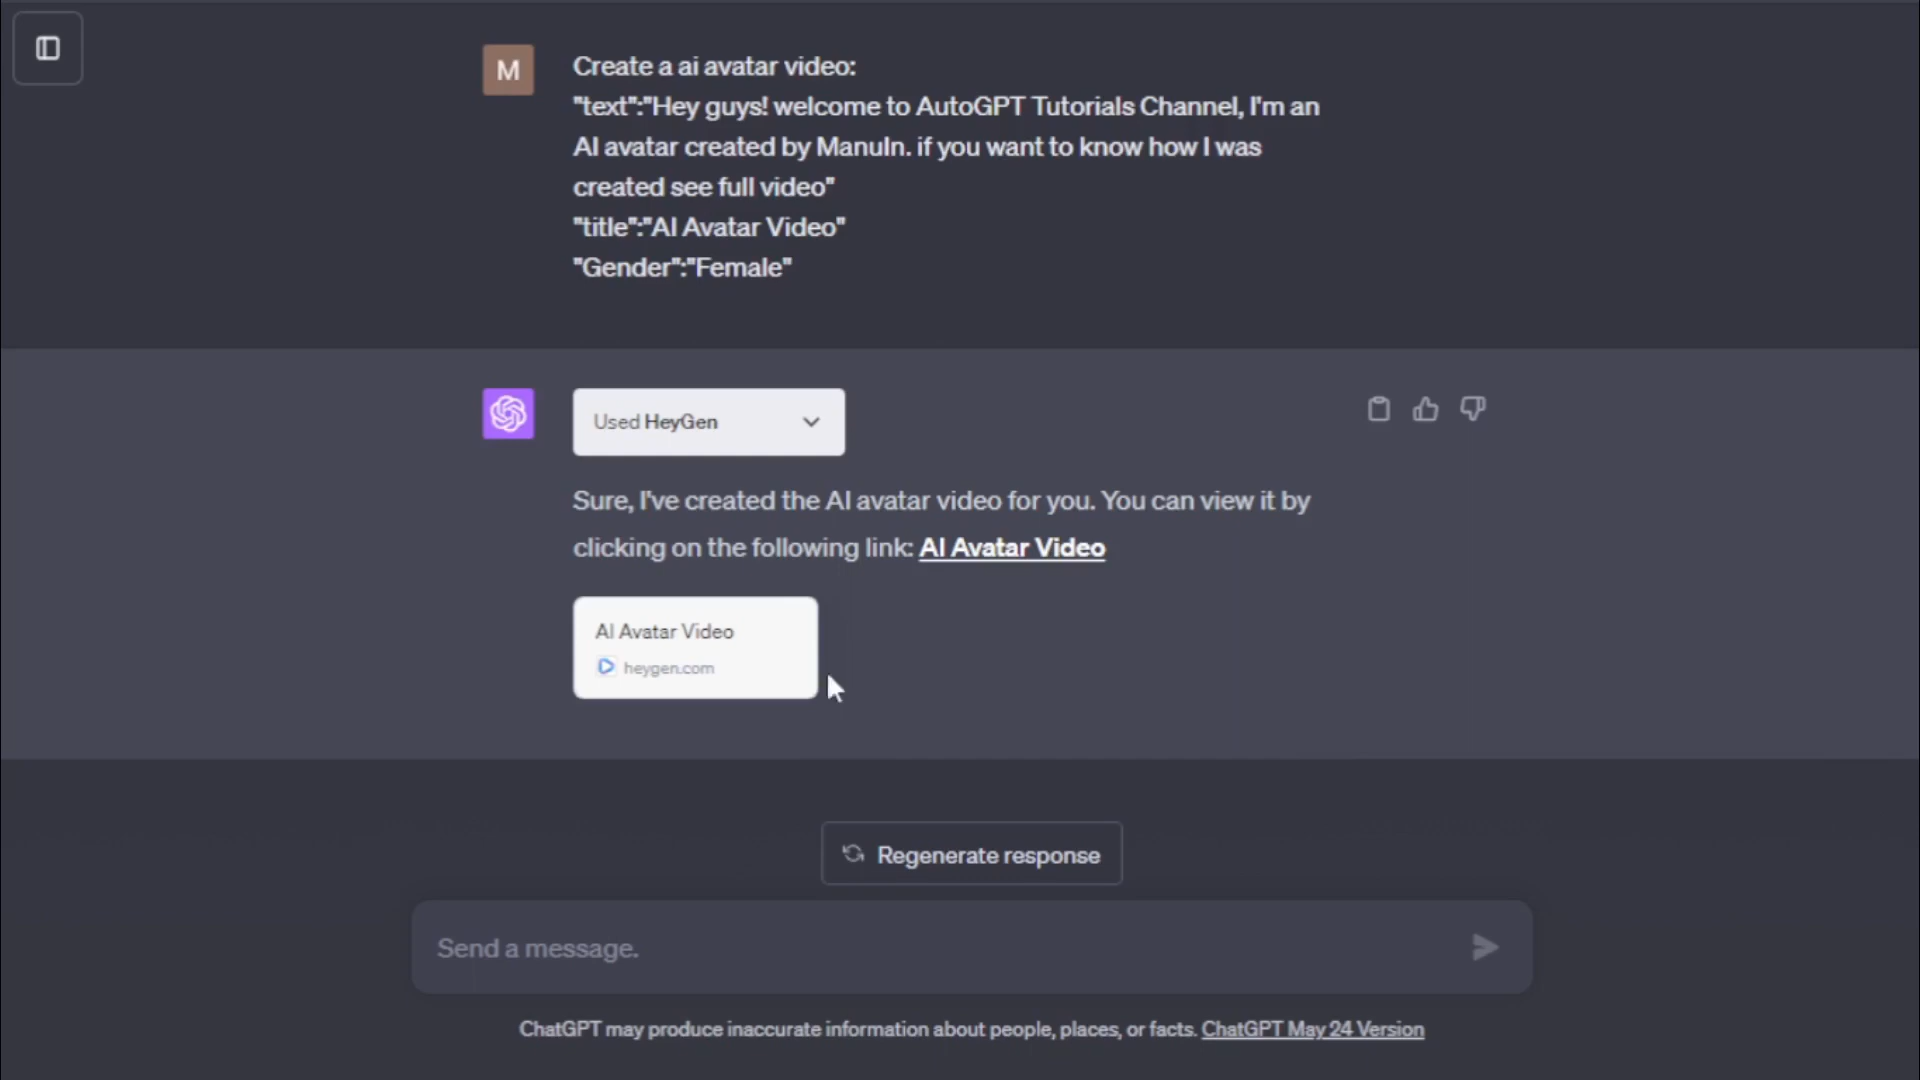 M
Create a ai avatar video:
"text":"Hey guys! welcome to AutoGPT Tutorials Channel, I'm an
AI avatar created by ManuIn. if you want to know how I was
created see full video"
"title":"AI Avatar Video"
"Gender":"Female"
Used HeyGen
Sure, I've created the AI avatar video for you. You can view it by
clicking on the following link: AI Avatar Video
AI Avatar Video
heygen.com
Regenerate response
Send a message.
ChatGPT may produce inaccurate information about people, places, or facts. ChatGPT May 24 Version